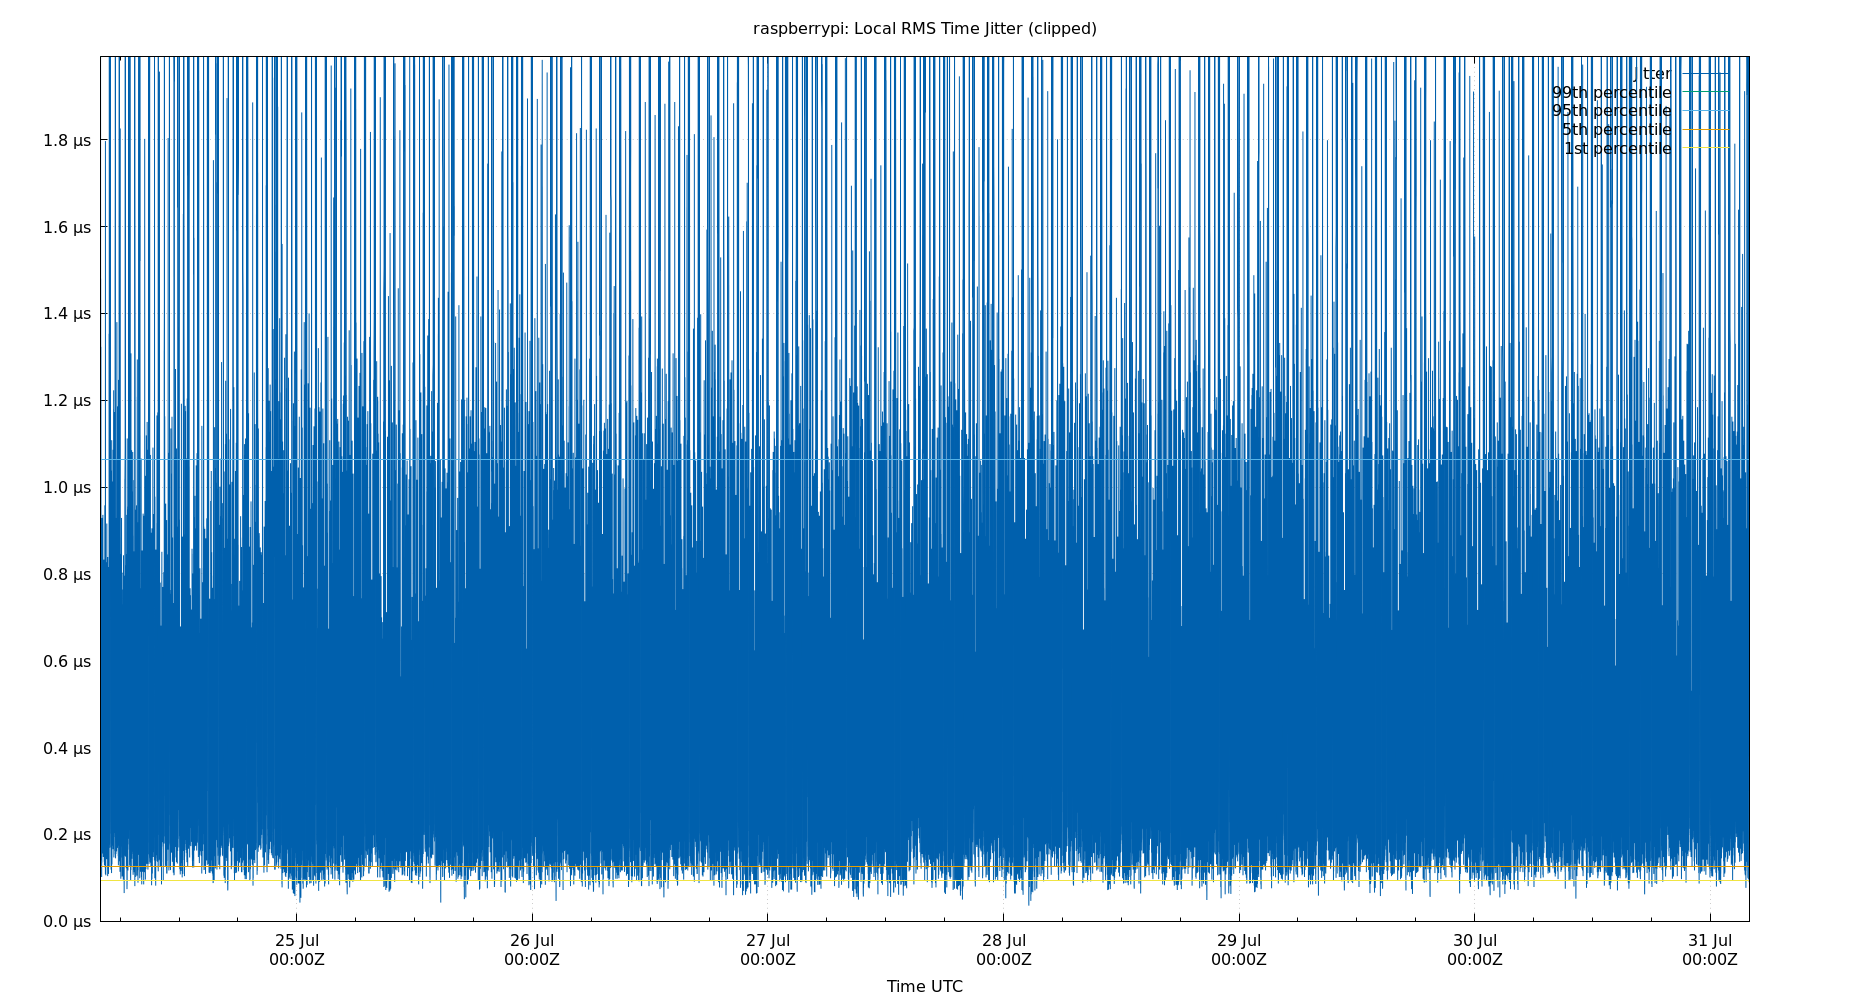 raspberrypi: Local RMS Time Jitter (clipped)
jitter
99th percentile
95th percentile
5th percentile
1st percentile
1.8 µs
1.6 µs
1.4 µs
1.2 µs
1.0 µs
0.8 µs
0.6 µs
0.4 µs
0.2 µs
0.0 µs
25 Jul 26 Jul 27 Jul 28 Jul 29 Jul 30 Jul 31 Jul
00:00Z 00:00Z 00:00Z 00:00Z 00:00Z 00:00Z 00:00Z
Time UTC